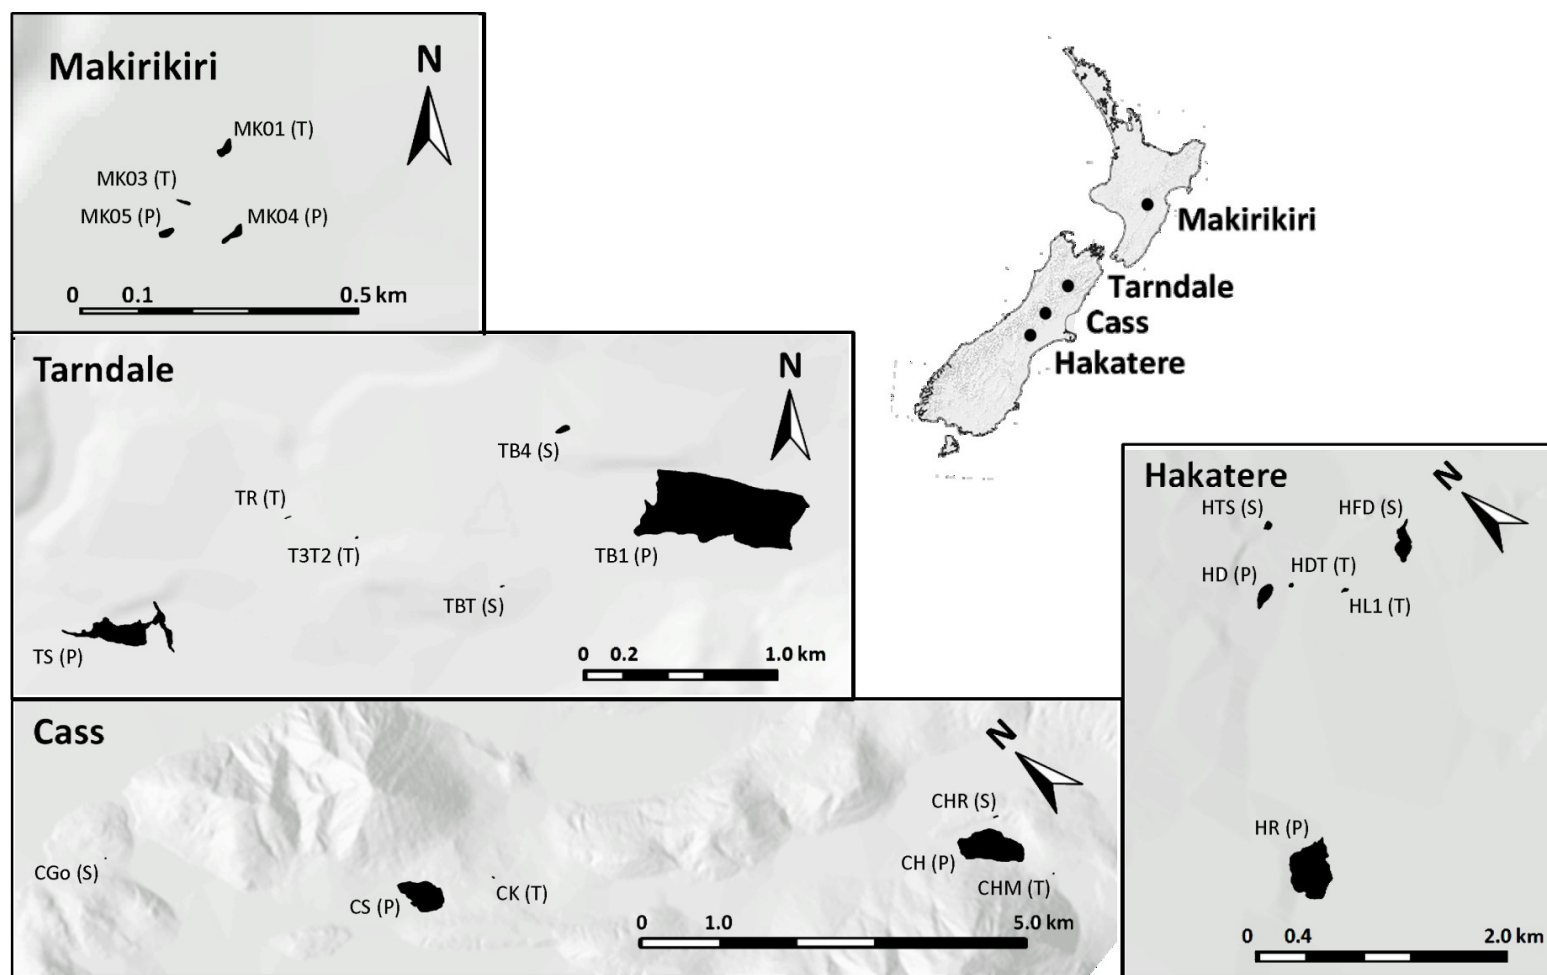 Makirikiri
N
MK01 (T)
MK03 (T)
MK05 (P)
MK04 (P)
0 0.1 0.5 km
Makirikiri
Tarndale
Cass
Hakatere
Tarndale
N
TB4 (S)
TR (T)
T3T2 (T)
TB1 (P)
TBT (S)
TS (P)
0 0.2 1.0 km
Cass
N
CHR (S)
CGo (S)
CH (P)
CS (P)
CK (T)
CHM (T)
0 1.0 5.0 km
Hakatere
N
HTS (S)
HFD (S)
HD (P)
HDT (T)
HL1 (T)
HR (P)
0 0.4 2.0 km